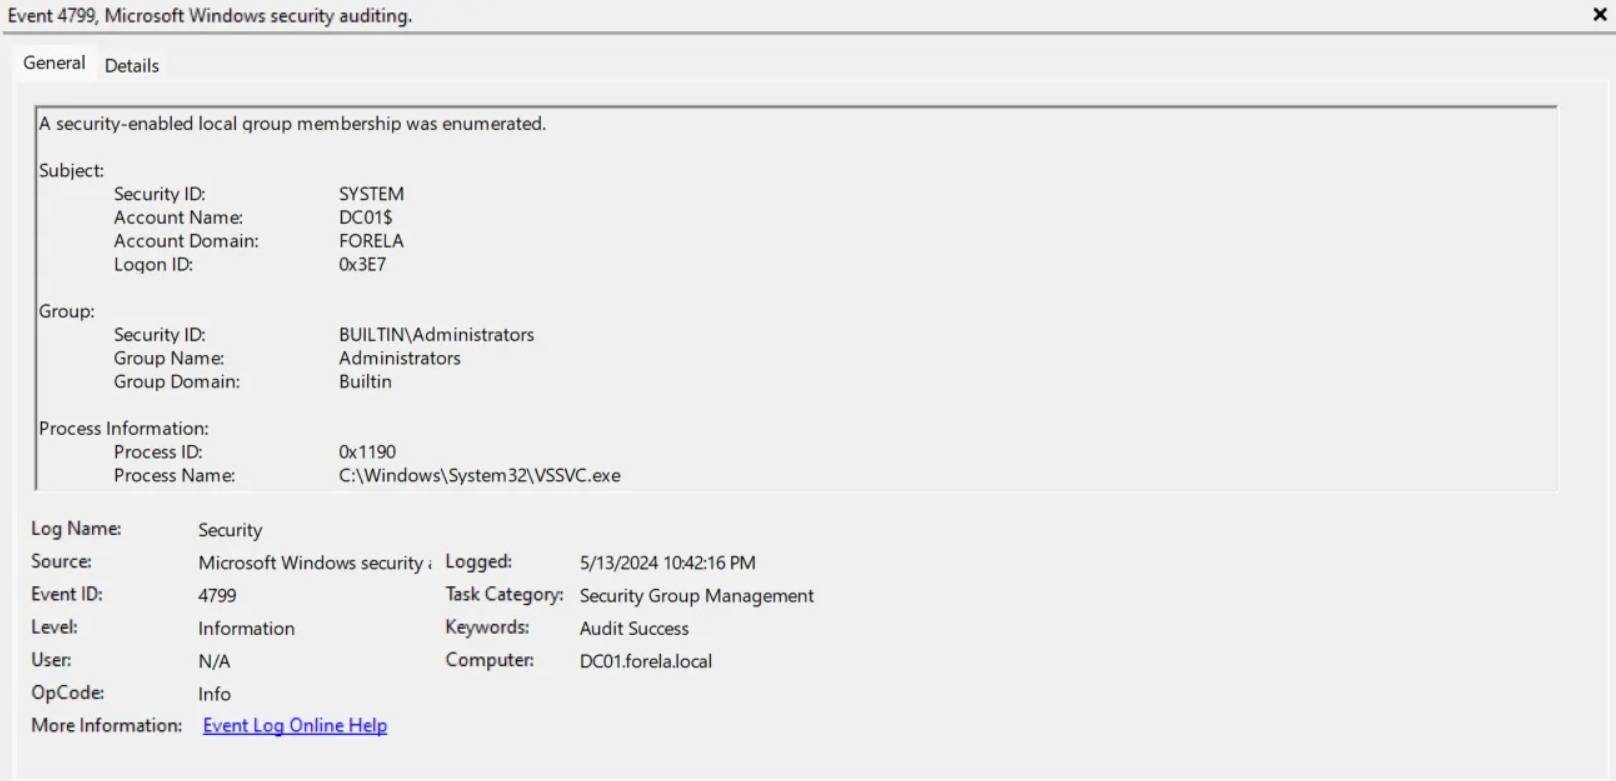 Event 4799, Microsoft Windows security auditing.
General Details
A security-enabled local group membership was enumerated.
Subject:
Security ID: SYSTEM
Account Name: DC01$
Account Domain: FORELA
Logon ID: 0x3E7
Group:
Security ID: BUILTIN\Administrators
Group Name: Administrators
Group Domain: Builtin
Process Information:
Process ID: 0x1190
Process Name: C:\Windows\System32\VSSVC.exe
Log Name: Security
Source: Microsoft Windows security Logged: 5/13/2024 10:42:16 PM
Event ID: 4799 Task Category: Security Group Management
Level: Information Keywords: Audit Success
User: N/A Computer: DC01.forela.local
OpCode: Info
More Information: Event Log Online Help